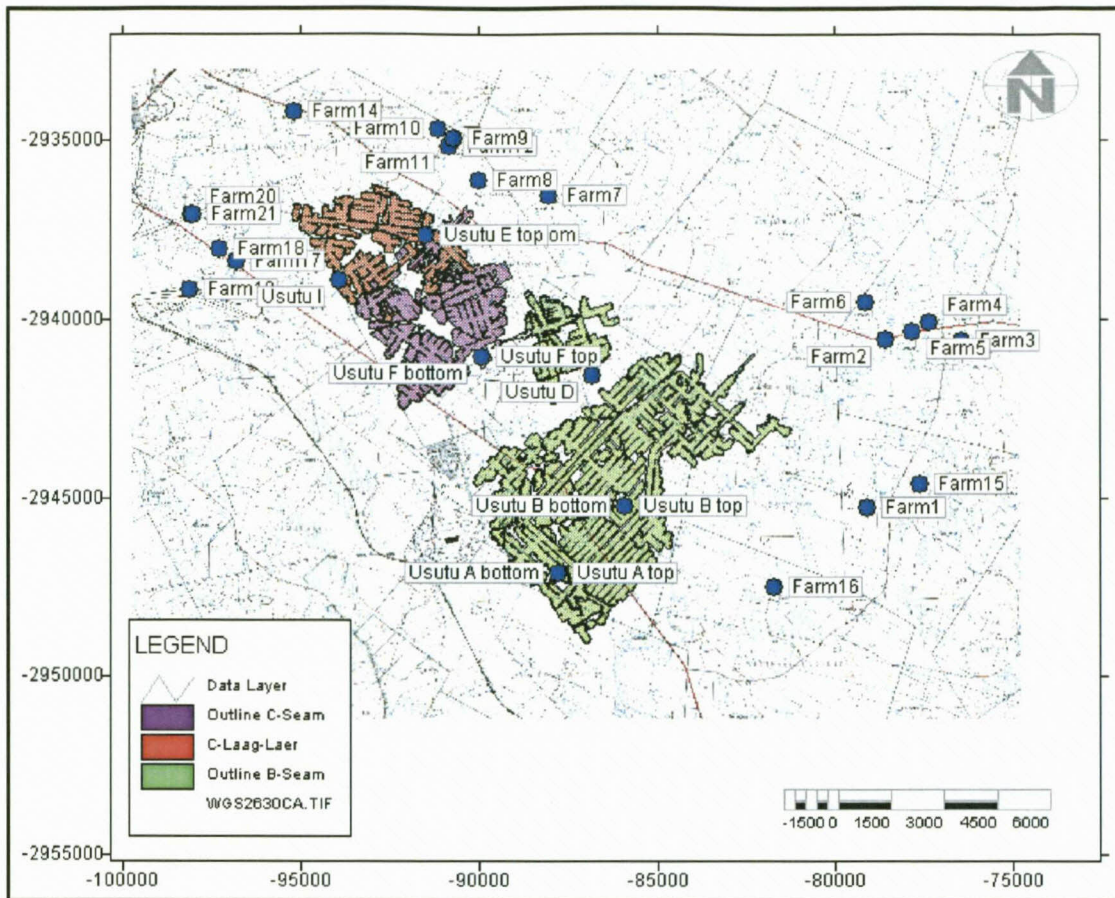 N
-2935000
-2940000
-2945000
-2950000
-2955000
Farm14
Farm10
Farm9
Farm11
Farm8
Farm7
Farm20
Farm21
Farm18
Usutu E top
om
Usutu I
Farm6
Farm4
Farm2
Farm5
Farm3
Usutu F top
Usutu F bottom
Usutu D
Farm15
Farm1
Usutu B bottom
Usutu B top
Usutu A bottom
Usutu A top
Farm16
LEGEND
Data Layer
Outline C-Seam
C-Laag-Laer
Outline B-Seam
WGS2630CA.TIF
-1500 0 1500 3000 4500 6000
-100000 -95000 -90000 -85000 -80000 -75000